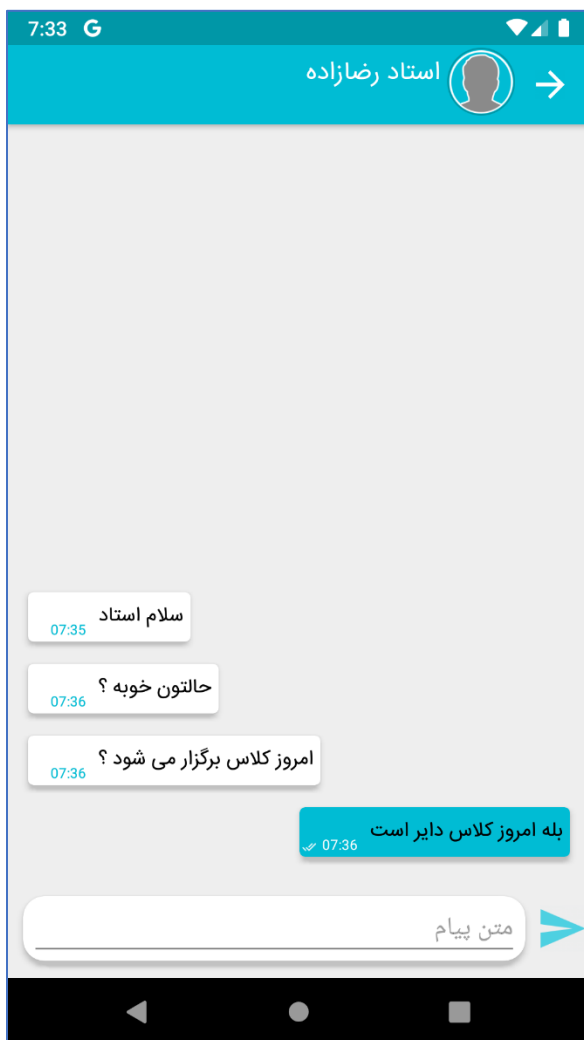 7:33 G
استاد رضازاده
سلام استاد 07:35
حالتون خوبه ؟ 07:36
امروز کلاس برگزار می شود ؟ 07:36
بله امروز کلاس دایر است 07:36
متن پیام